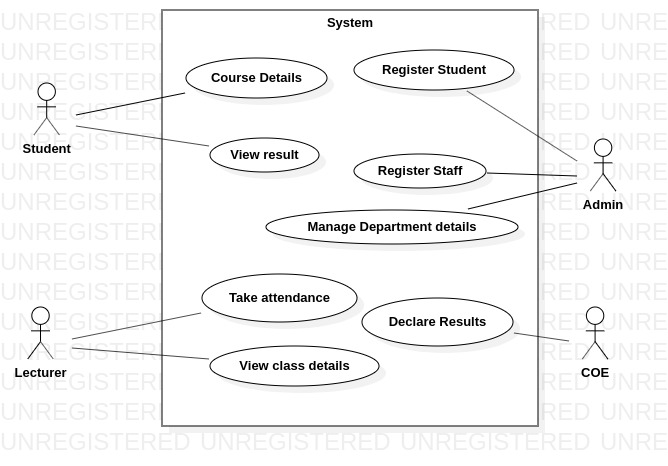 System
Course Details
Register Student
Student
View result
Register Staff
Admin
Manage Department details
Take attendance
Declare Results
Lecturer
View class details
COE
UNREGISTERED UNREGISTERED UNREGISTERED UNREGISTERED